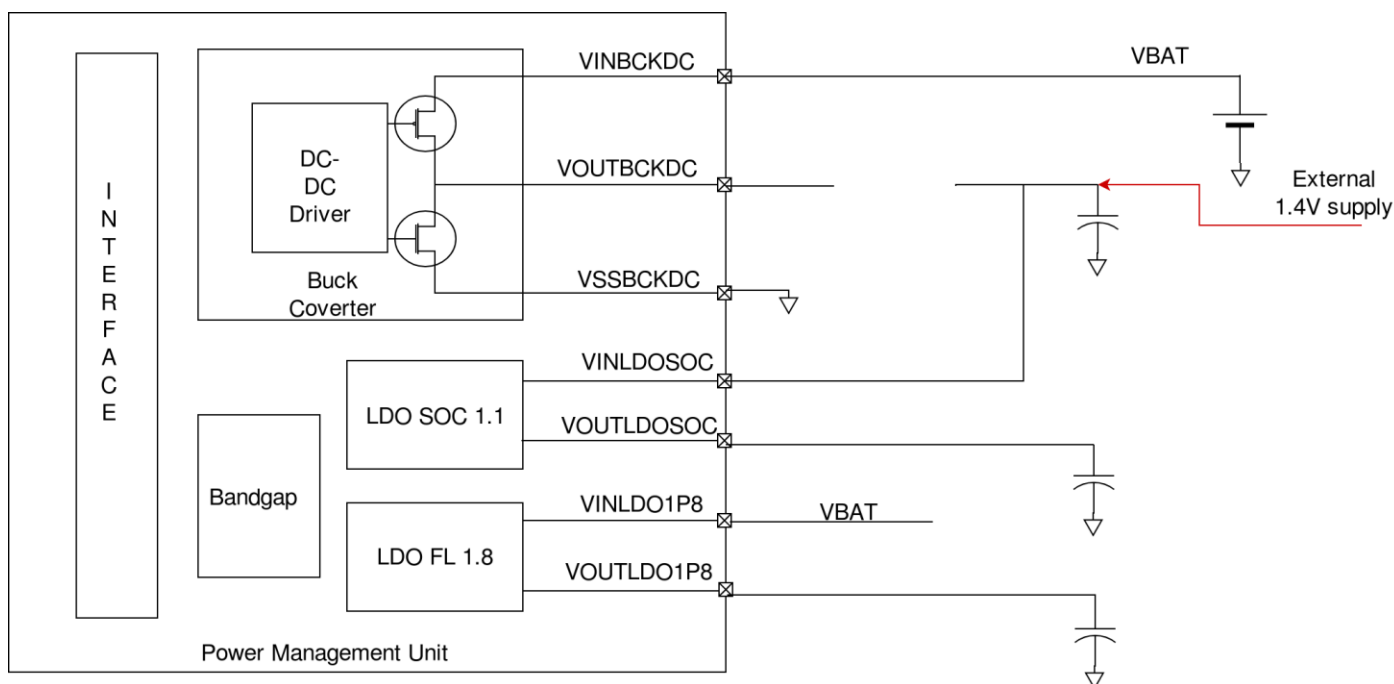 VINBCKDC
VBAT
DC-
DC
Driver
VOUTBCKDC
External
1.4V supply
Buck
Coverter
VSSBCKDC
I
N
T
E
R
F
A
C
E
VINLDOSOC
LDO SOC 1.1
VOUTLDOSOC
Bandgap
VINLDO1P8
VBAT
LDO FL 1.8
VOUTLDO1P8
Power Management Unit